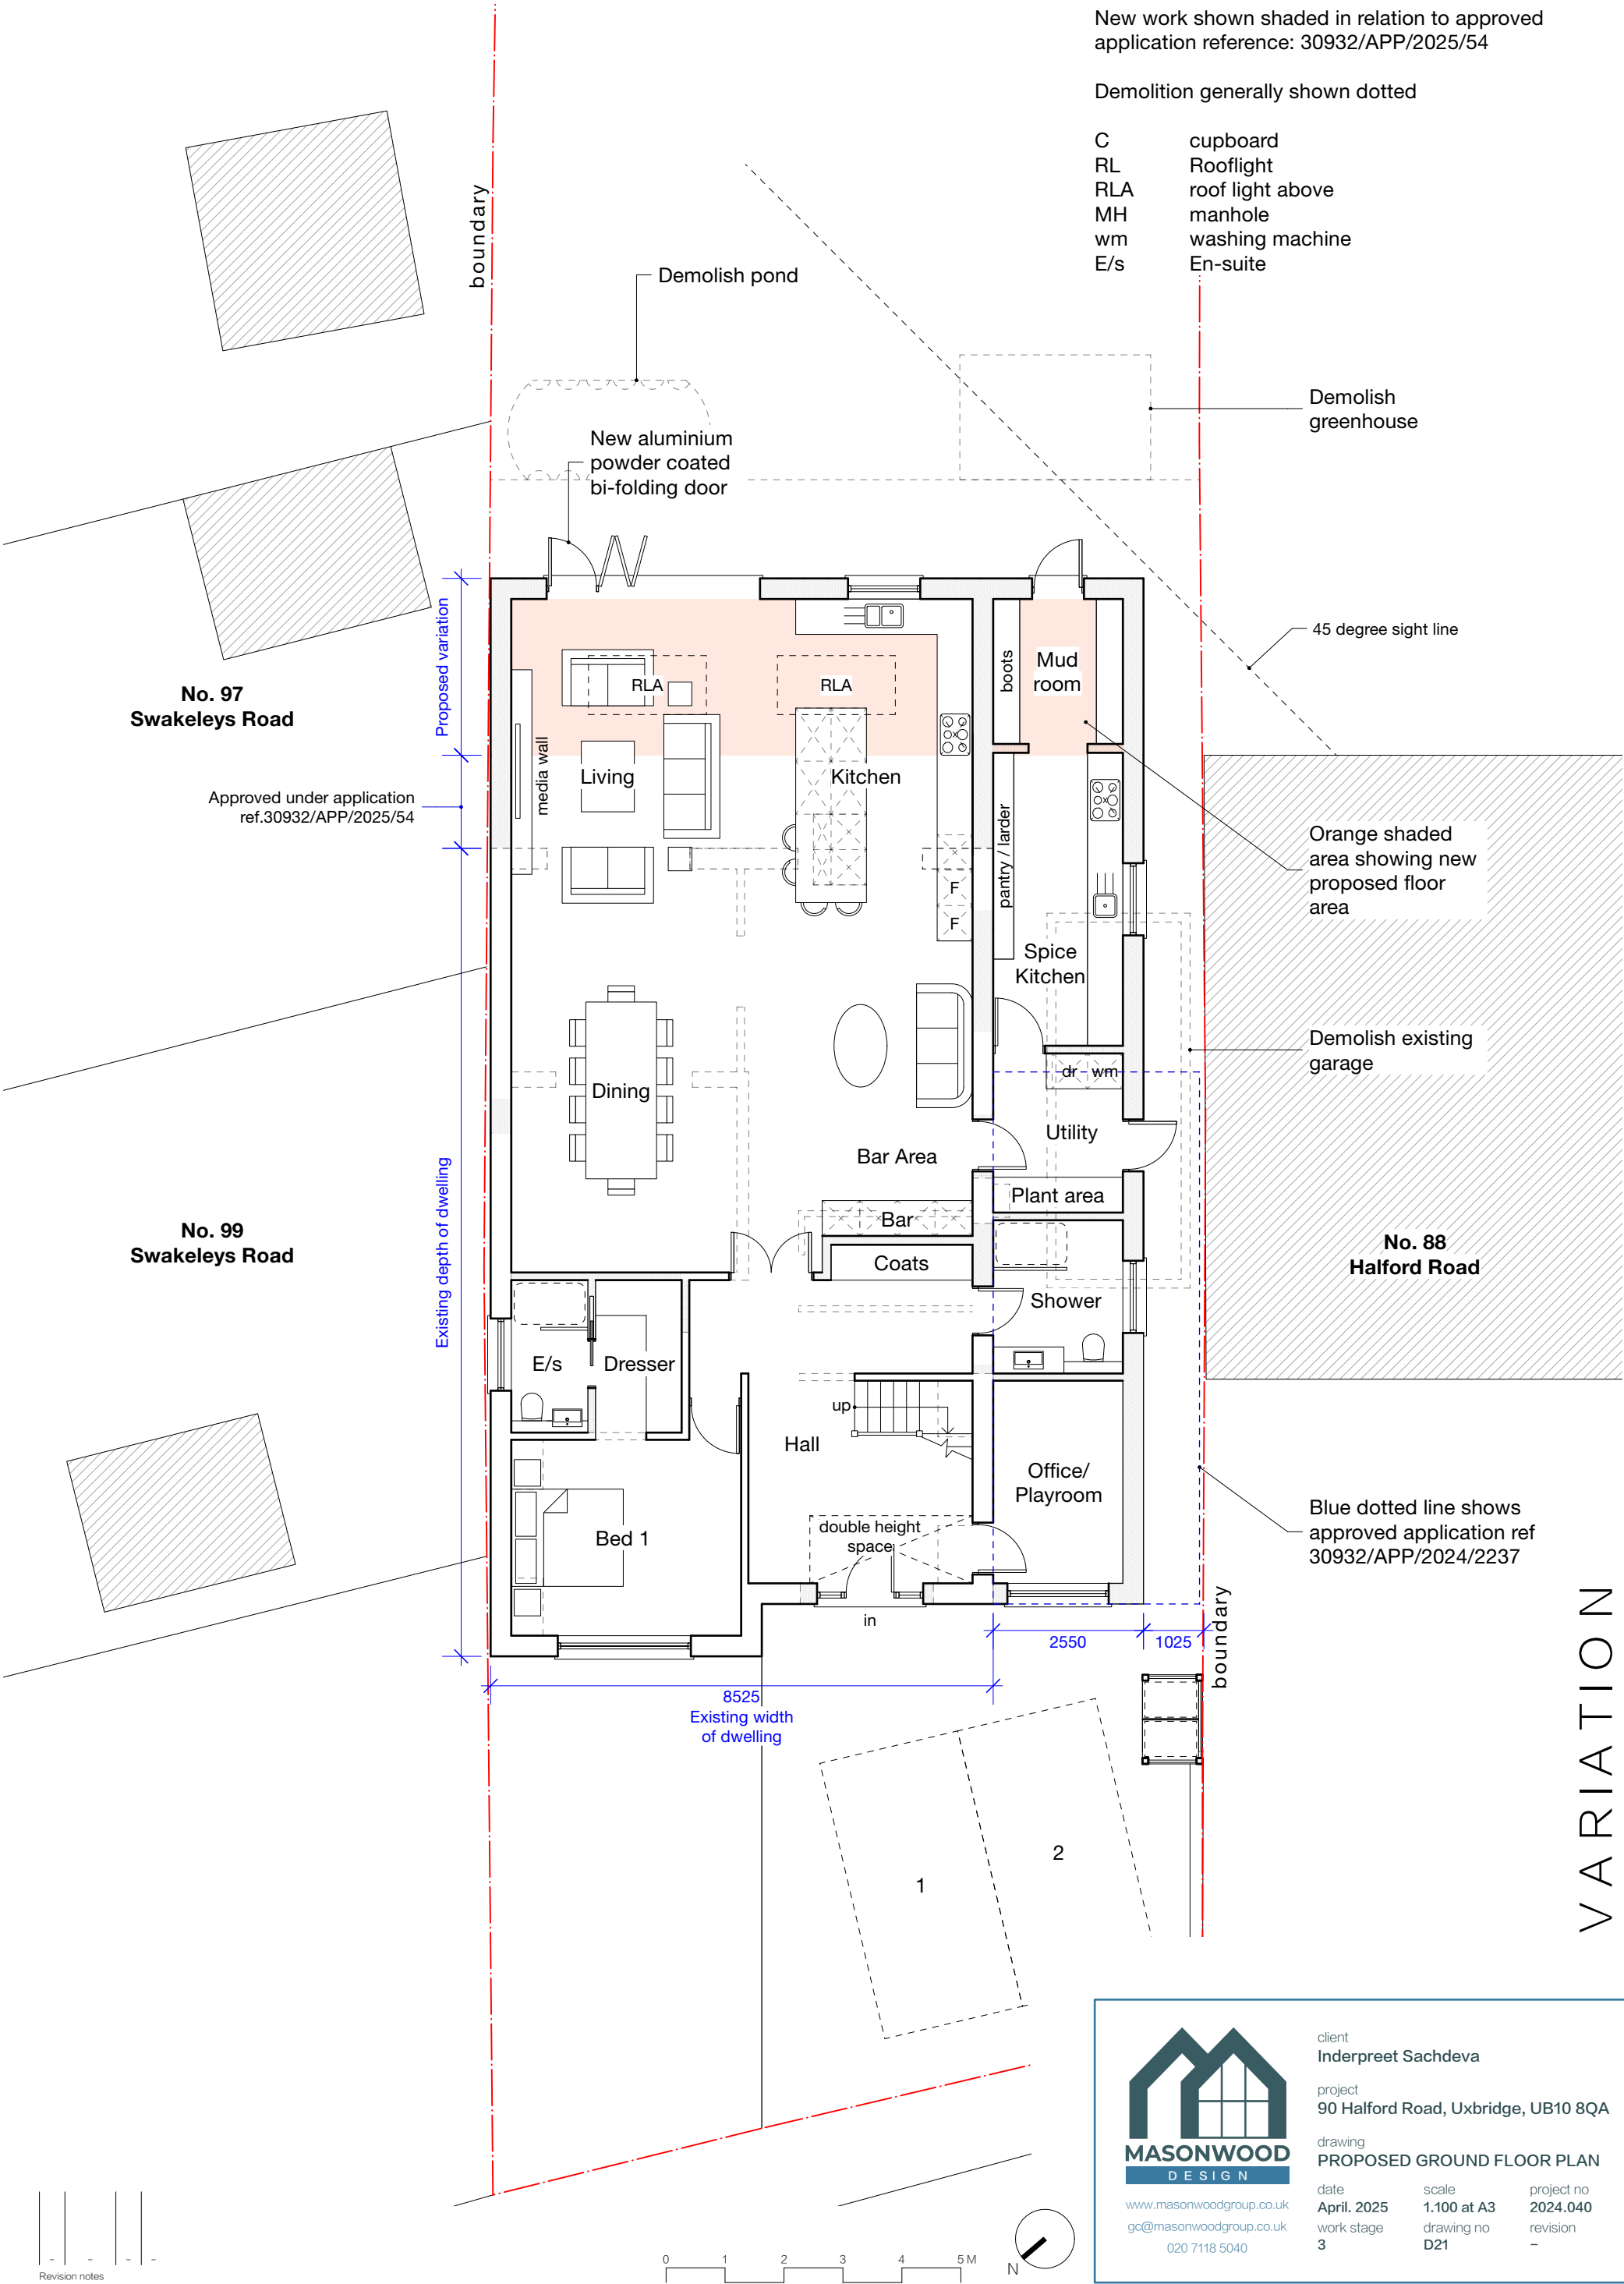 New work shown shaded in relation to approved
application reference: 30932/APP/2025/54
Demolition generally shown dotted
C cupboard
RL Rooflight
RLA roof light above
MH manhole
wm washing machine
E/s En-suite
boundary
Demolish pond
Demolish
greenhouse
New aluminium
powder coated
bi-folding door
45 degree sight line
Proposed variation
No. 97
Swakeleys Road
Approved under application
ref.30932/APP/2025/54
RLA
RLA
boots
Mud
room
media wall
Living
Kitchen
pantry / larder
F
F
Spice
Kitchen
Orange shaded
area showing new
proposed floor
area
Demolish existing
garage
dr
wm
Dining
Utility
Bar Area
Plant area
Bar
Existing depth of dwelling
No. 99
Swakeleys Road
No. 88
Halford Road
Coats
Shower
E/s
Dresser
up
Hall
Office/
Playroom
Bed 1
double height
space
in
Blue dotted line shows
approved application ref
30932/APP/2024/2237
2550
1025
boundary
8525
Existing width
of dwelling
1
2
VARIATION
MASONWOOD
DESIGN
www.masonwoodgroup.co.uk
gc@masonwoodgroup.co.uk
020 7118 5040
client
Inderpreet Sachdeva
project
90 Halford Road, Uxbridge, UB10 8QA
drawing
PROPOSED GROUND FLOOR PLAN
date scale project no
April. 2025 1.100 at A3 2024.040
work stage drawing no revision
3 D21 –
- - - -
Revision notes
0 1 2 3 4 5 M
N